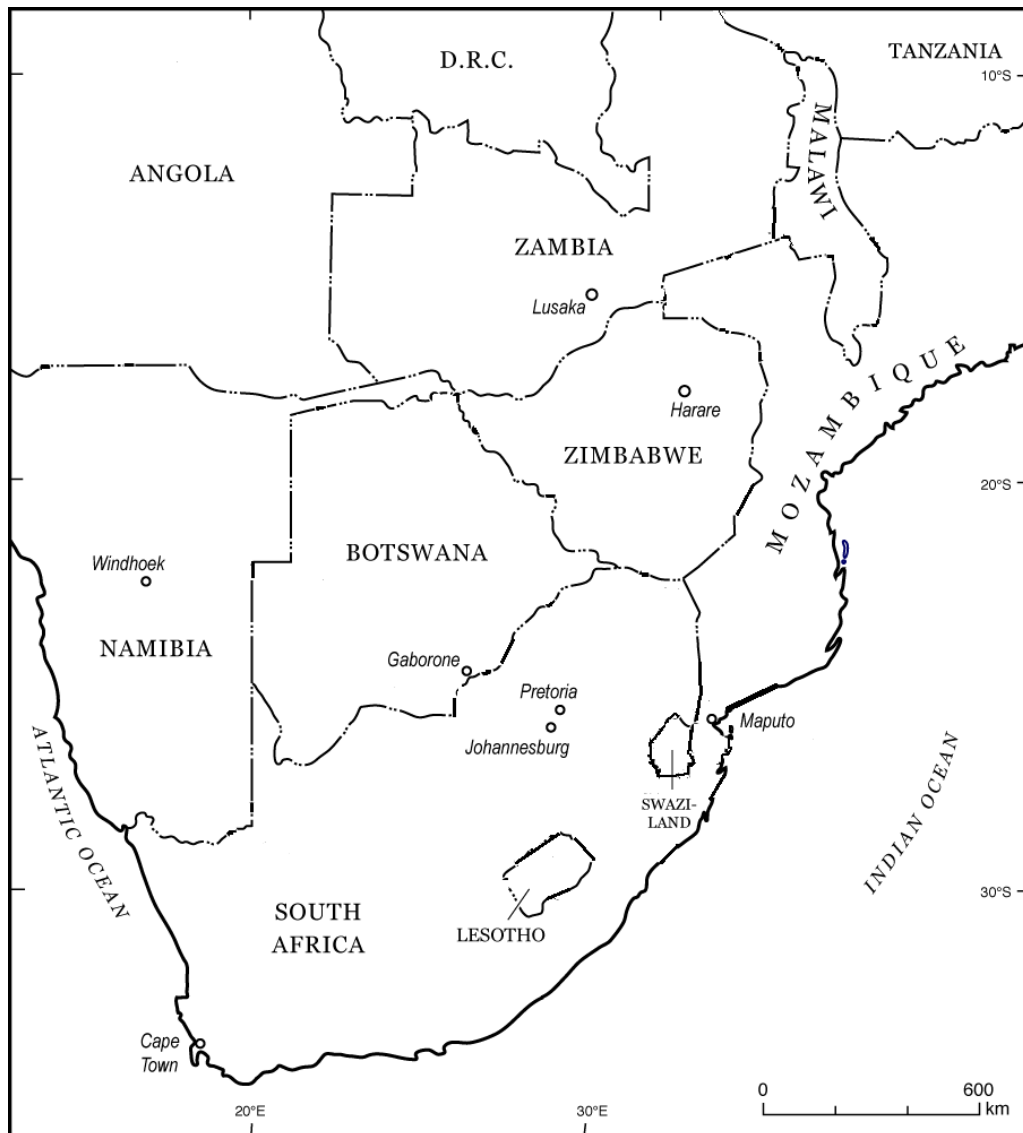 D.R.C.
TANZANIA
10°S
MALAWI
ANGOLA
ZAMBIA
Lusaka
MOZAMBIQUE
Harare
ZIMBABWE
20°S
BOTSWANA
Windhoek
NAMIBIA
Gaborone
Pretoria
Johannesburg
Maputo
ATLANTIC OCEAN
SWAZI-
LAND
INDIAN OCEAN
30°S
SOUTH
AFRICA
LESOTHO
Cape
Town
0 600
km
20°E
30°E